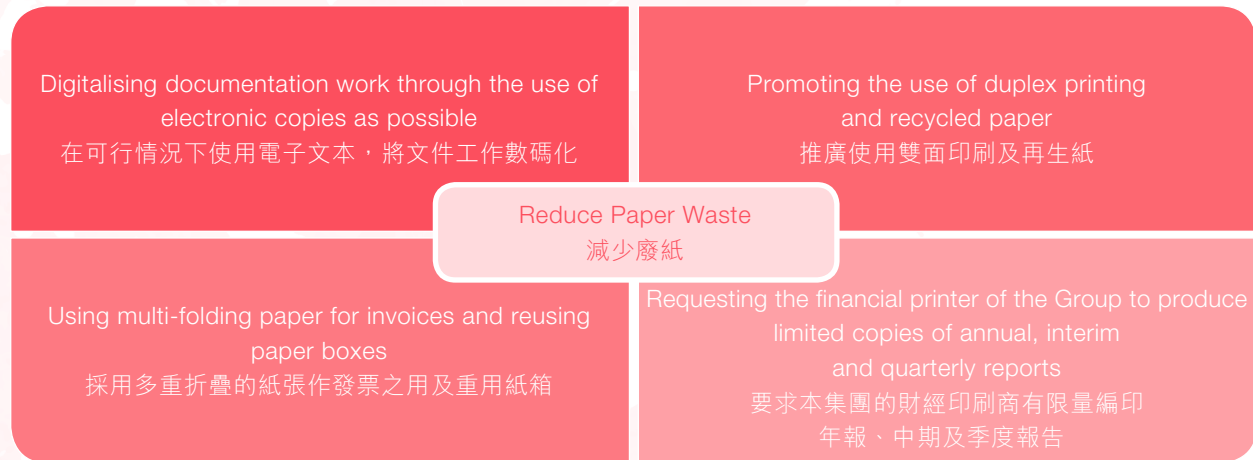 Digitalising documentation work through the use of
electronic copies as possible
在可行情況下使用電子文本，將文件工作數碼化
Promoting the use of duplex printing
and recycled paper
推廣使用雙面印刷及再生紙
Reduce Paper Waste
減少廢紙
Using multi-folding paper for invoices and reusing
paper boxes
採用多重折疊的紙張作發票之用及重用紙箱
Requesting the financial printer of the Group to produce
limited copies of annual, interim
and quarterly reports
要求本集團的財經印刷商有限量編印
年報、中期及季度報告